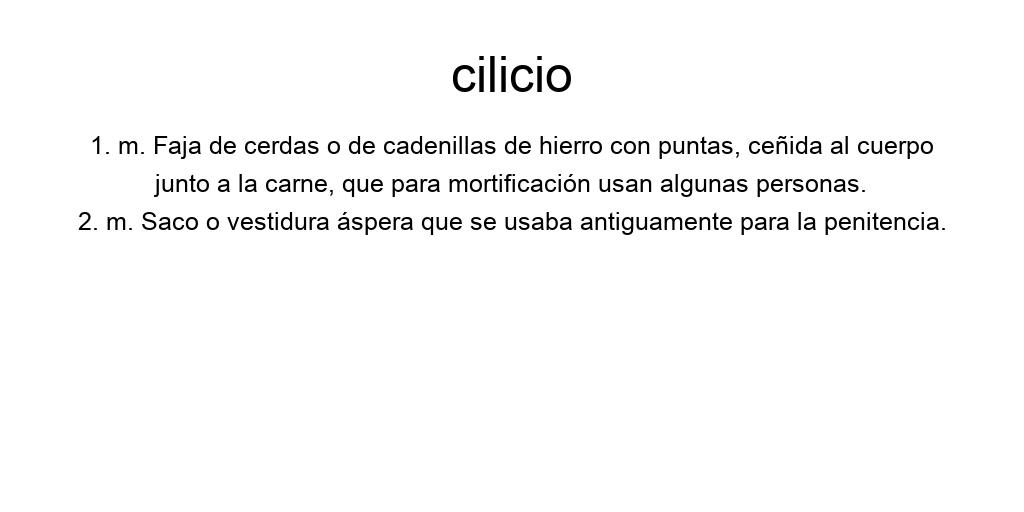 cilicio
1. m. Faja de cerdas o de cadenillas de hierro con puntas, ceñida al cuerpo
junto a la carne, que para mortificación usan algunas personas.
2. m. Saco o vestidura áspera que se usaba antiguamente para la penitencia.